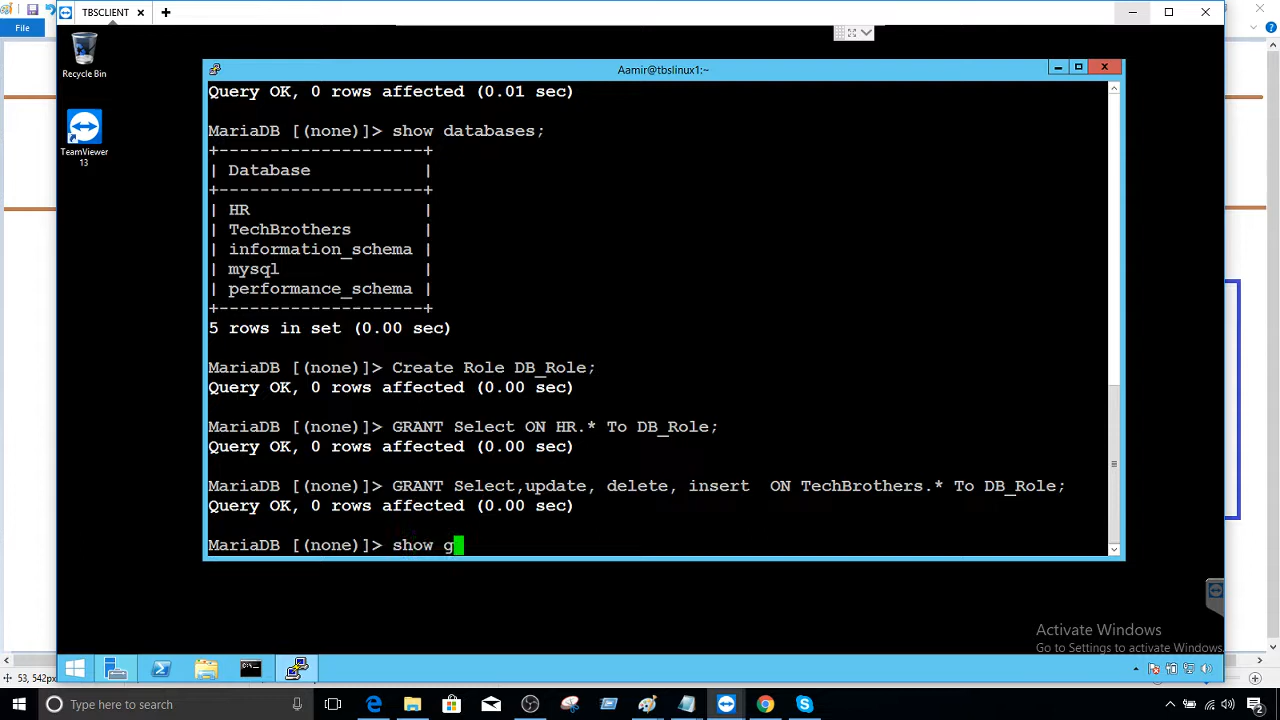 TBSCLIENT
File
Recycle Bin
TeamViewer
13
Aamir@tbslinux1:~
Query OK, 0 rows affected (0.01 sec)
MariaDB [(none)]> show databases;
+--------------------+
| Database           |
+--------------------+
| HR                 |
| TechBrothers       |
| information_schema |
| mysql              |
| performance_schema |
+--------------------+
5 rows in set (0.00 sec)
MariaDB [(none)]> Create Role DB_Role;
Query OK, 0 rows affected (0.00 sec)
MariaDB [(none)]> GRANT Select ON HR.* To DB_Role;
Query OK, 0 rows affected (0.00 sec)
MariaDB [(none)]> GRANT Select,update, delete, insert  ON TechBrothers.* To DB_Role;
Query OK, 0 rows affected (0.00 sec)
MariaDB [(none)]> show g
Activate Windows
Go to Settings to activate Windows.
53, 542px
Type here to search